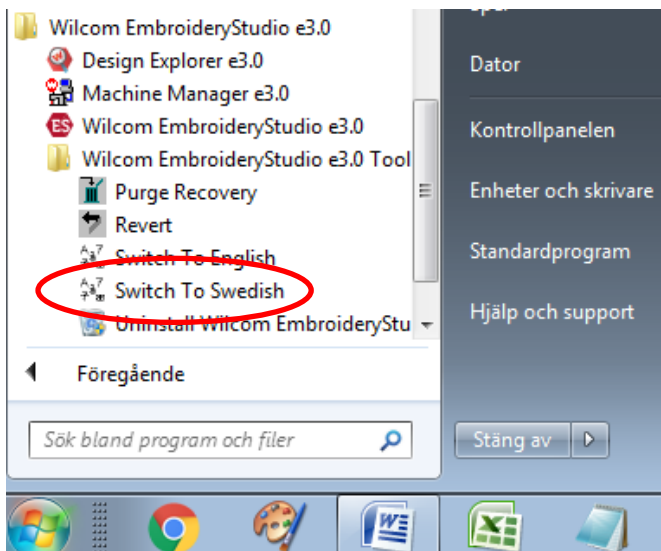 Wilcom EmbroideryStudio e3.0
Design Explorer e3.0
Machine Manager e3.0
Wilcom EmbroideryStudio e3.0
Wilcom EmbroideryStudio e3.0 Tool
Purge Recovery
Revert
Switch To English
Switch To Swedish
Uninstall Wilcom EmbroideryStu
Föregående
Sök bland program och filer
Dator
Kontrollpanelen
Enheter och skrivare
Standardprogram
Hjälp och support
Stäng av